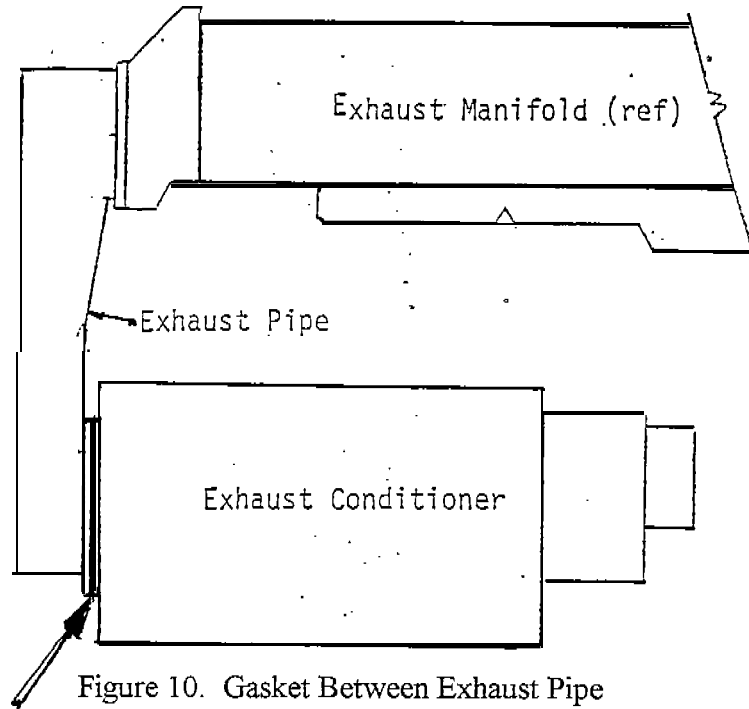 Exhaust Manifold (ref)
Exhaust Pipe
Exhaust Conditioner
Figure 10. Gasket Between Exhaust Pipe